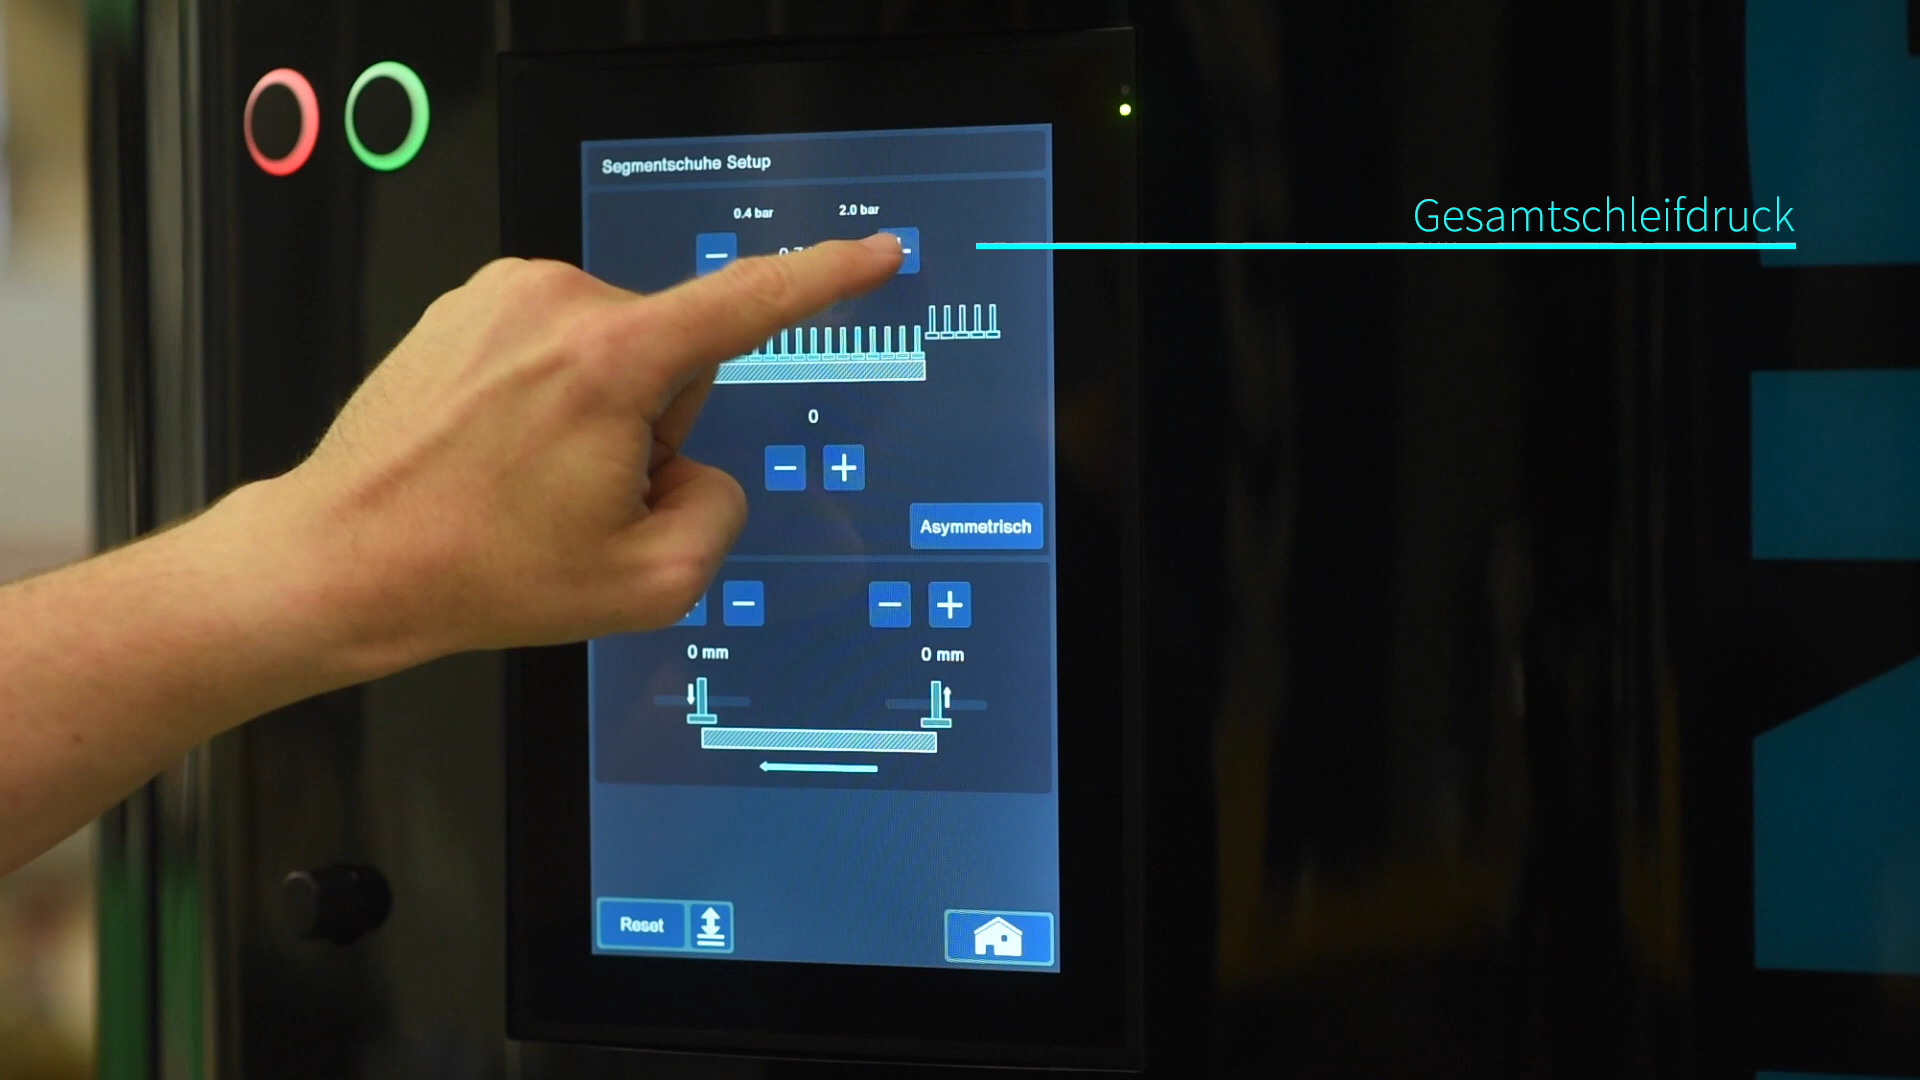 Segmentschuhe Setup
0.4 bar
2.0 bar
Gesamtschleifdruck
0
Asymmetrisch
0 mm
0 mm
Reset